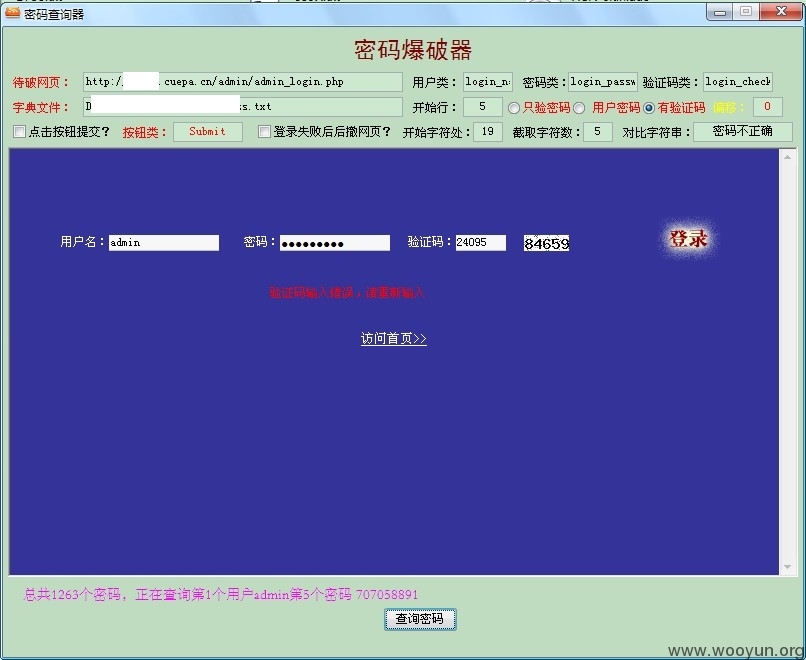 密码查询器
密码爆破器
待破网页： http:/ .cuepa.cn/admin/admin_login.php 用户类： login_n 密码类： login_passw 验证码类： login_check
字典文件： D s.txt 开始行： 5 只验密码 用户密码 有验证码 偏移： 0
点击按钮提交？ 按钮类： Submit 登录失败后后撤网页？ 开始字符处： 19 截取字符数： 5 对比字符串： 密码不正确
用户名： admin 密码： ●●●●●●●●● 验证码： 24095 84659 登录
验证码输入错误，请重新输入
访问首页>>
总共1263个密码，正在查询第1个用户admin第5个密码 707058891
查询密码
www.wooyun.org